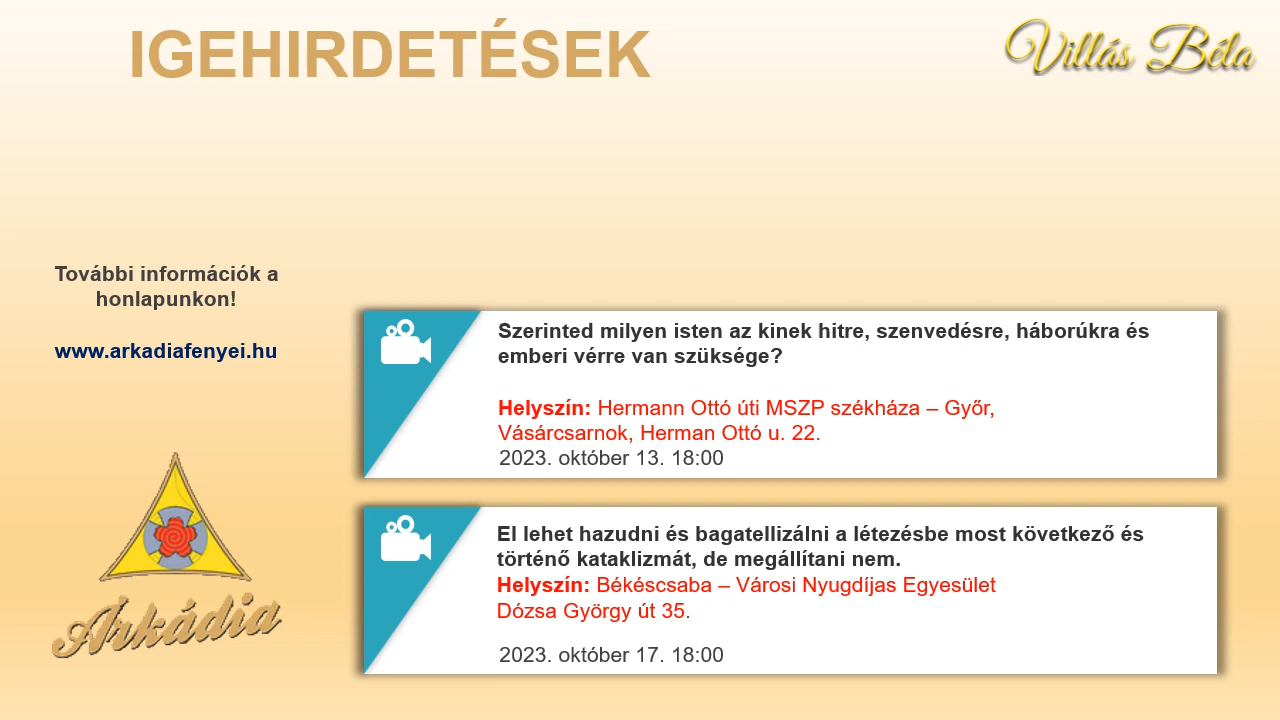 IGEHIRDETÉSEK
Villás Béla
További információk a
honlapunkon!
www.arkadiafenyei.hu
Szerinted milyen isten az kinek hitre, szenvedésre, háborúkra és
emberi vérre van szüksége?
Helyszín: Hermann Ottó úti MSZP székháza – Győr,
Vásárcsarnok, Herman Ottó u. 22.
2023. október 13. 18:00
El lehet hazudni és bagatellizálni a létezésbe most következő és
történő kataklizmát, de megállítani nem.
Helyszín: Békéscsaba – Városi Nyugdíjas Egyesület
Dózsa György út 35.
2023. október 17. 18:00
Árkádia